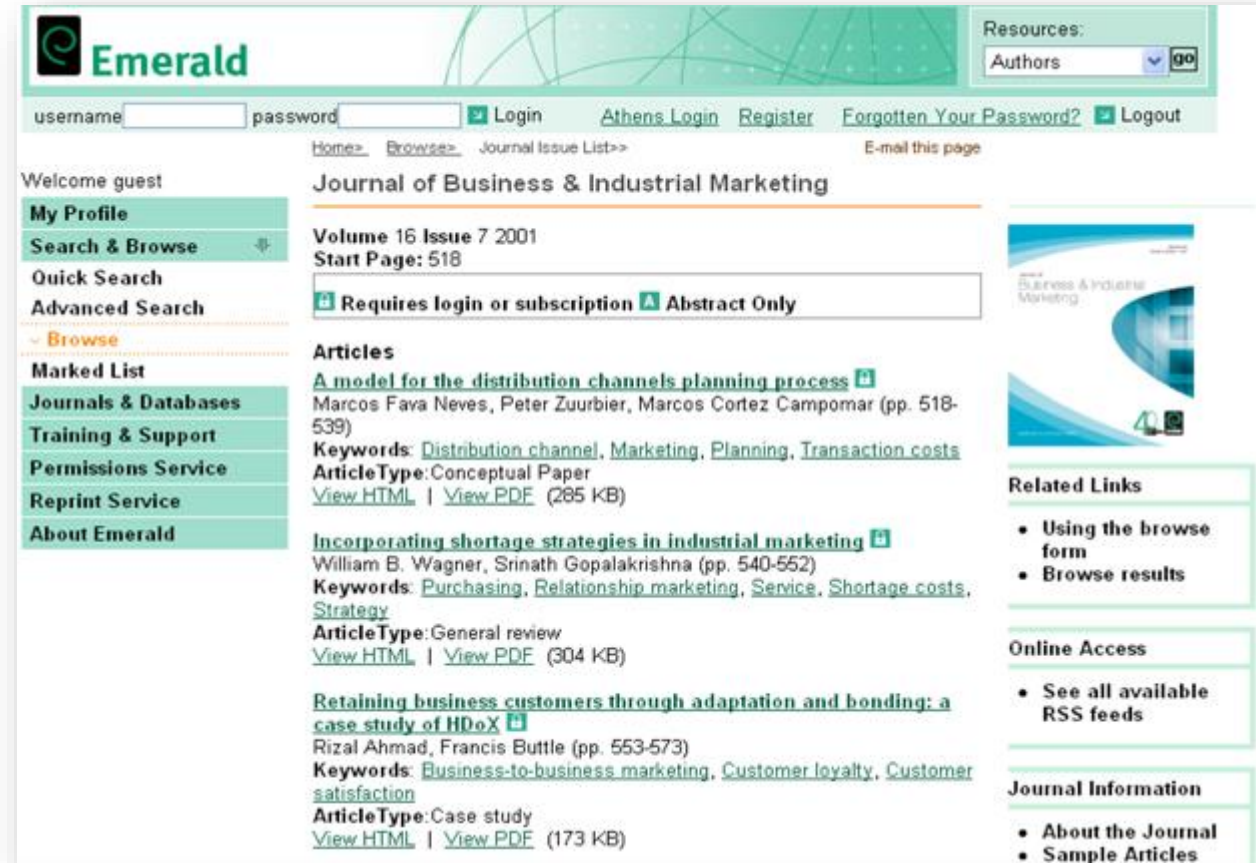 Emerald
Resources:
Authors
go
username
password
Login
Athens Login
Register
Forgotten Your Password?
Logout
Home>
Browse>
Journal Issue List>>
E-mail this page
Welcome guest
My Profile
Search & Browse
Quick Search
Advanced Search
Browse
Marked List
Journals & Databases
Training & Support
Permissions Service
Reprint Service
About Emerald
Journal of Business & Industrial Marketing
Volume 16 Issue 7 2001
Start Page: 518
Requires login or subscription A Abstract Only
Articles
A model for the distribution channels planning process
Marcos Fava Neves, Peter Zuurbier, Marcos Cortez Campomar (pp. 518-
539)
Keywords: Distribution channel, Marketing, Planning, Transaction costs
ArticleType:Conceptual Paper
View HTML | View PDF (285 KB)
Incorporating shortage strategies in industrial marketing
William B. Wagner, Srinath Gopalakrishna (pp. 540-552)
Keywords: Purchasing, Relationship marketing, Service, Shortage costs,
Strategy
ArticleType:General review
View HTML | View PDF (304 KB)
Retaining business customers through adaptation and bonding: a
case study of HDoX
Rizal Ahmad, Francis Buttle (pp. 553-573)
Keywords: Business-to-business marketing, Customer loyalty, Customer
satisfaction
ArticleType:Case study
View HTML | View PDF (173 KB)
Business & Industrial
Marketing
40
Related Links
• Using the browse
form
• Browse results
Online Access
• See all available
RSS feeds
Journal Information
• About the Journal
• Sample Articles